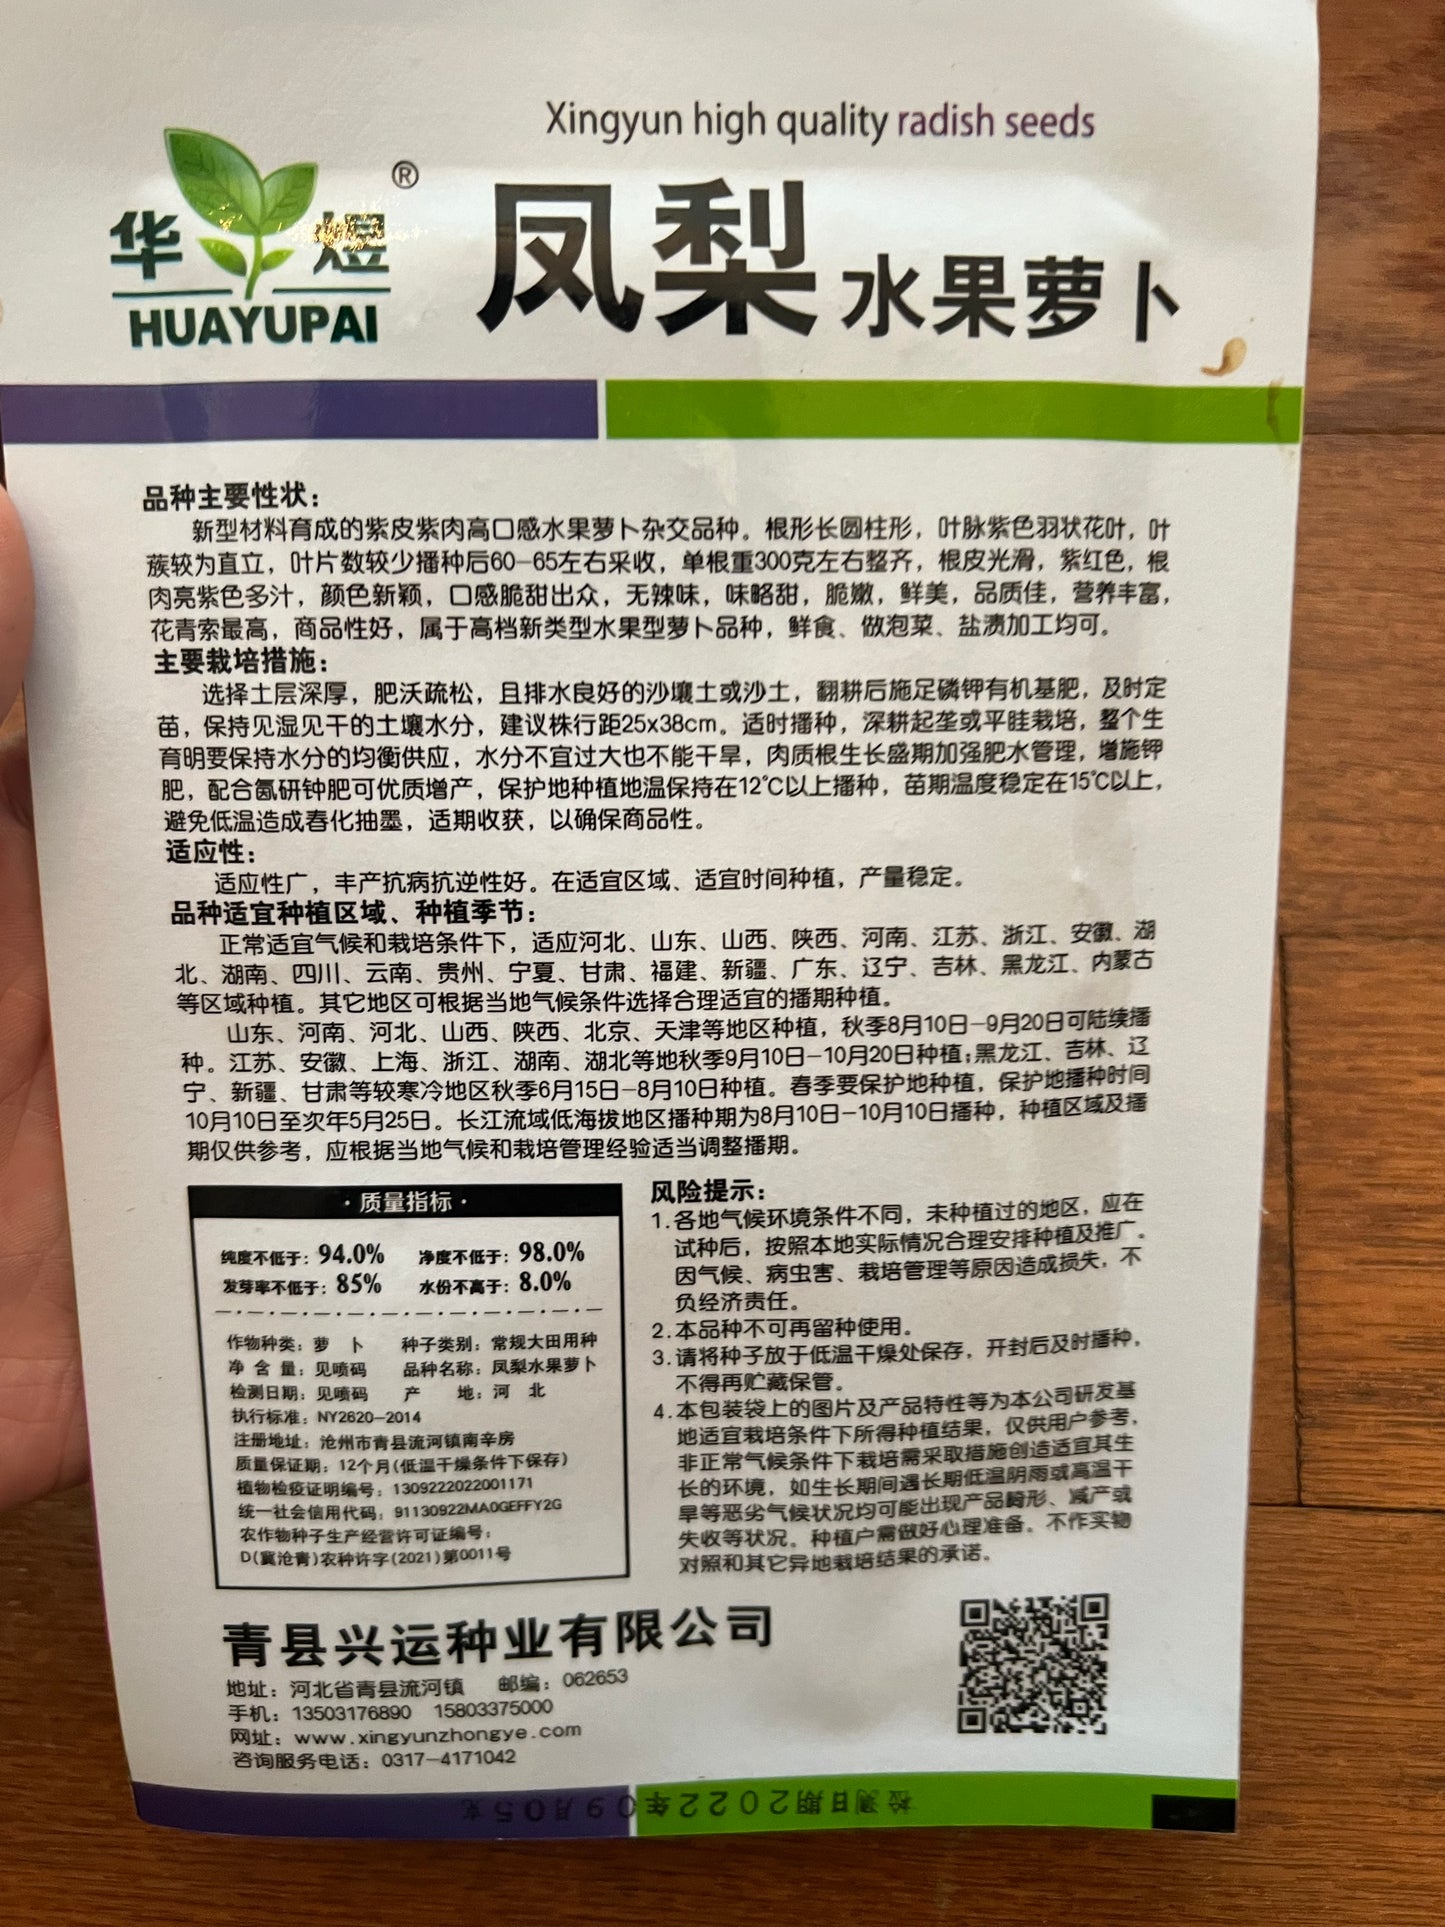 Xingyun high quality radish seeds
华煜®
HUAYUPAI
凤梨水果萝卜
品种主要性状：
新型材料育成的紫皮紫肉高口感水果萝卜杂交品种。根形长圆柱形，叶脉紫色羽状花叶，叶
蔟较为直立，叶片数较少播种后60-65左右采收，单根重300克左右整齐，根皮光滑，紫红色，根
肉亮紫色多汁，颜色新颖，口感脆甜出众，无辣味，味略甜，脆嫩，鲜美，品质佳，营养丰富，
花青索最高，商品性好，属于高档新类型水果型萝卜品种，鲜食、做泡菜、盐渍加工均可。
主要栽培措施：
选择土层深厚，肥沃疏松，且排水良好的沙壤土或沙土，翻耕后施足磷钾有机基肥，及时定
苗，保持见湿见干的土壤水分，建议株行距25x38cm。适时播种，深耕起垄或平畦栽培，整个生
育明要保持水分的均衡供应，水分不宜过大也不能干旱，肉质根生长盛期加强肥水管理，增施钾
肥，配合氮研钟肥可优质增产，保护地种植地温保持在12℃以上播种，苗期温度稳定在15℃以上，
避免低温造成春化抽墨，适期收获，以确保商品性。
适应性：
适应性广，丰产抗病抗逆性好。在适宜区域、适宜时间种植，产量稳定。
品种适宜种植区域、种植季节：
正常适宜气候和栽培条件下，适应河北、山东、山西、陕西、河南、江苏、浙江、安徽、湖
北、湖南、四川、云南、贵州、宁夏、甘肃、福建、新疆、广东、辽宁、吉林、黑龙江、内蒙古
等区域种植。其它地区可根据当地气候条件选择合理适宜的播期种植。
山东、河南、河北、山西、陕西、北京、天津等地区种植，秋季8月10日-9月20日可陆续播
种。江苏、安徽、上海、浙江、湖南、湖北等地秋季9月10日-10月20日种植；黑龙江、吉林、辽
宁、新疆、甘肃等较寒冷地区秋季6月15日-8月10日种植。春季要保护地种植，保护地播种时间
10月10日至次年5月25日。长江流域低海拔地区播种期为8月10日-10月10日播种，种植区域及播
期仅供参考，应根据当地气候和栽培管理经验适当调整播期。
·质量指标·
纯度不低于：94.0% 净度不低于：98.0%
发芽率不低于：85% 水份不高于：8.0%
作物种类：萝 卜 种子类别：常规大田用种
净 含 量：见喷码 品种名称：凤梨水果萝卜
检测日期：见喷码 产 地：河 北
执行标准：NY2620-2014
注册地址：沧州市青县流河镇南辛房
质量保证期：12个月(低温干燥条件下保存)
植物检疫证明编号：1309222022001171
统一社会信用代码：91130922MA0GEFFY2G
农作物种子生产经营许可证编号：
D(冀沧青)农种许字(2021)第0011号
风险提示：
1.各地气候环境条件不同，未种植过的地区，应在
试种后，按照本地实际情况合理安排种植及推广。
因气候、病虫害、栽培管理等原因造成损失，不
负经济责任。
2.本品种不可再留种使用。
3.请将种子放于低温干燥处保存，开封后及时播种，
不得再贮藏保管。
4.本包装袋上的图片及产品特性等为本公司研发基
地适宜栽培条件下所得种植结果，仅供用户参考，
非正常气候条件下栽培需采取措施创造适宜其生
长的环境，如生长期间遇长期低温阴雨或高温干
旱等恶劣气候状况均可能出现产品畸形、减产或
失收等状况。种植户需做好心理准备。不作实物
对照和其它异地栽培结果的承诺。
青县兴运种业有限公司
地址：河北省青县流河镇 邮编：062653
手机：13503176890 15803375000
网址：www.xingyunzhongye.com
咨询服务电话：0317-4171042
检测日期2022年09月05克